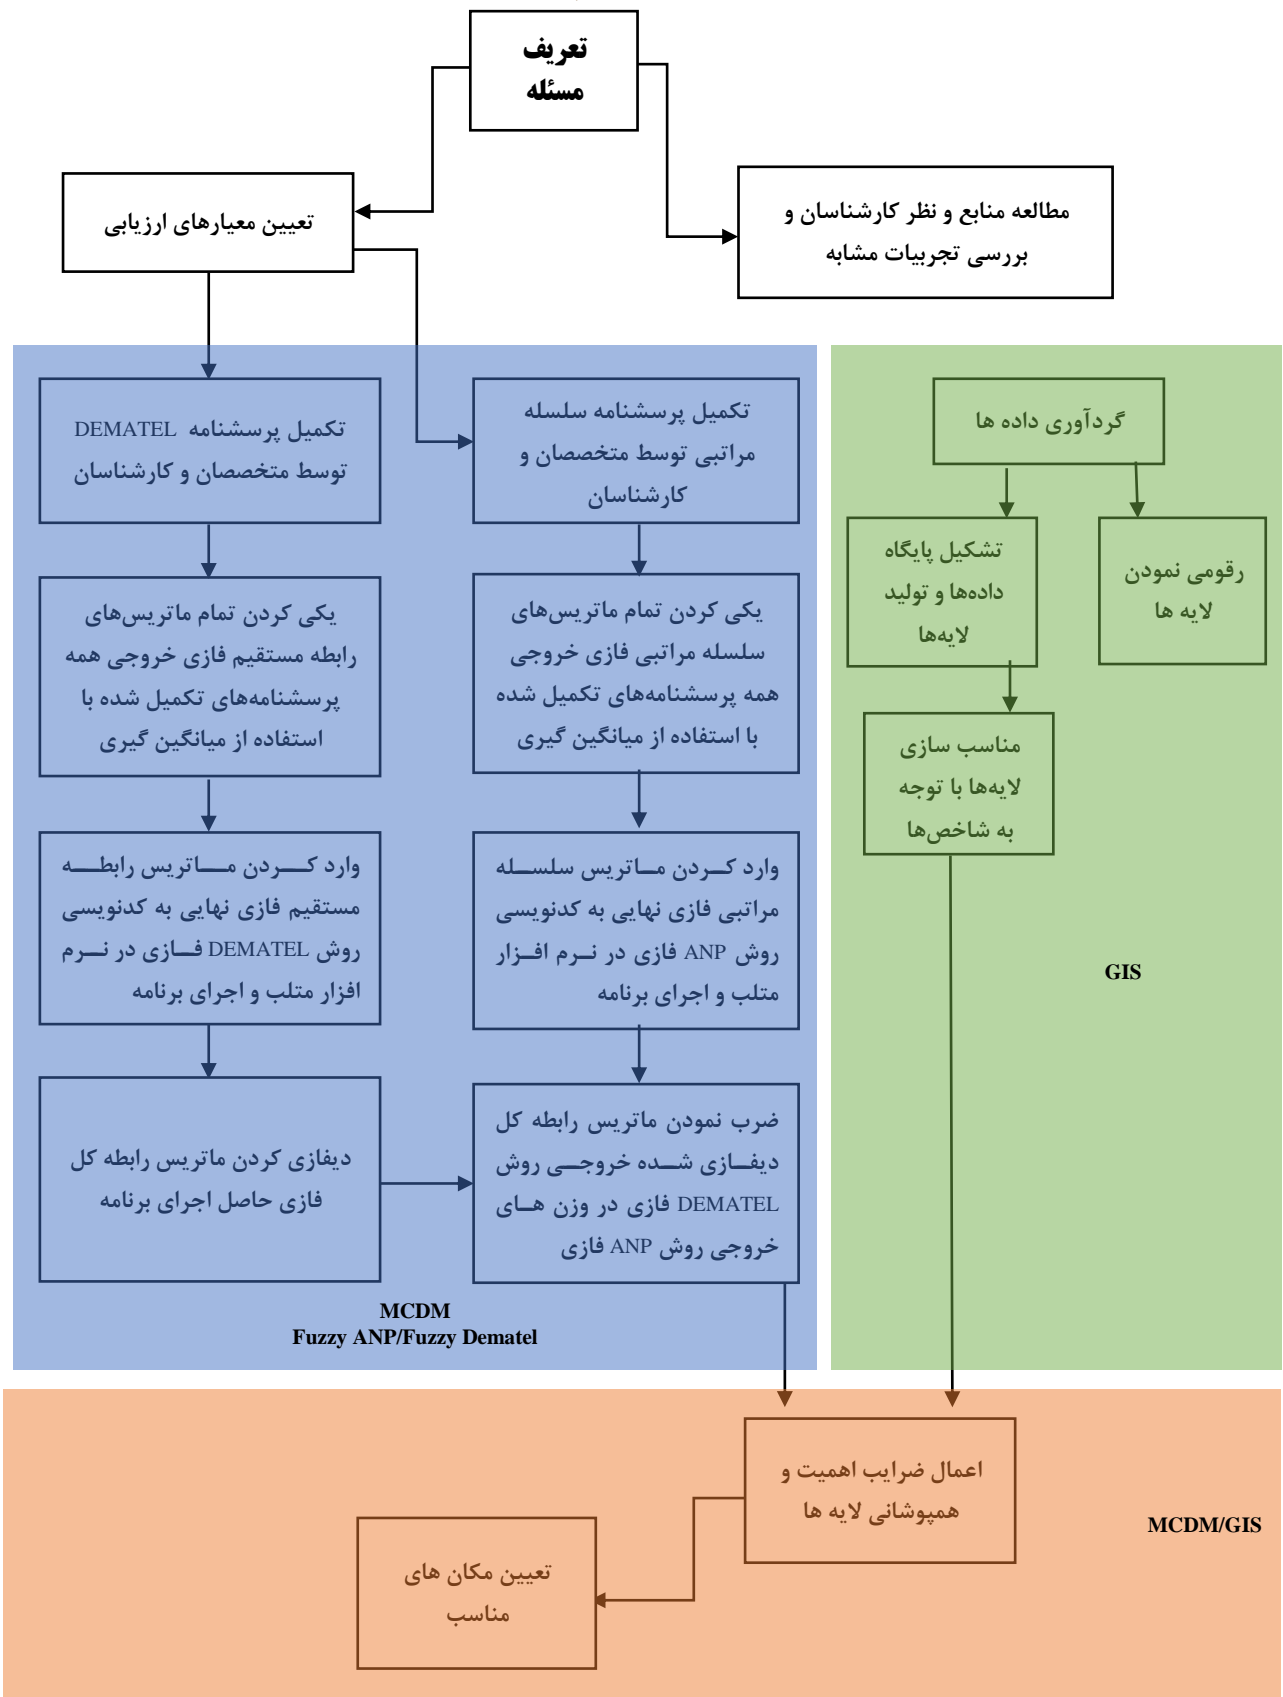 تعریف
مسئله
مطالعه منابع و نظر کارشناسان و
بررسی تجربیات مشابه
تعیین معیارهای ارزیابی
تکمیل پرسشنامه DEMATEL
توسط متخصصان و کارشناسان
تکمیل پرسشنامه سلسله
مراتبی توسط متخصصان و
کارشناسان
یکی کردن تمام ماتریس‌های
رابطه مستقیم فازی خروجی همه
پرسشنامه‌های تکمیل شده با
استفاده از میانگین گیری
یکی کردن تمام ماتریس‌های
سلسله مراتبی فازی خروجی
همه پرسشنامه‌های تکمیل شده
با استفاده از میانگین گیری
وارد کردن ماتریس رابطه
مستقیم فازی نهایی به کدنویسی
روش DEMATEL فازی در نرم
افزار متلب و اجرای برنامه
وارد کردن ماتریس سلسله
مراتبی فازی نهایی به کدنویسی
روش ANP فازی در نرم افزار
متلب و اجرای برنامه
دیفازی کردن ماتریس رابطه کل
فازی حاصل اجرای برنامه
ضرب نمودن ماتریس رابطه کل
دیفازی شده خروجی روش
DEMATEL فازی در وزن های
خروجی روش ANP فازی
MCDM
Fuzzy ANP/Fuzzy Dematel
گردآوری داده ها
رقومی نمودن
لایه ها
تشکیل پایگاه
داده‌ها و تولید
لایه‌ها
مناسب سازی
لایه‌ها با توجه
به شاخص‌ها
GIS
اعمال ضرایب اهمیت و
همپوشانی لایه ها
MCDM/GIS
تعیین مکان های
مناسب